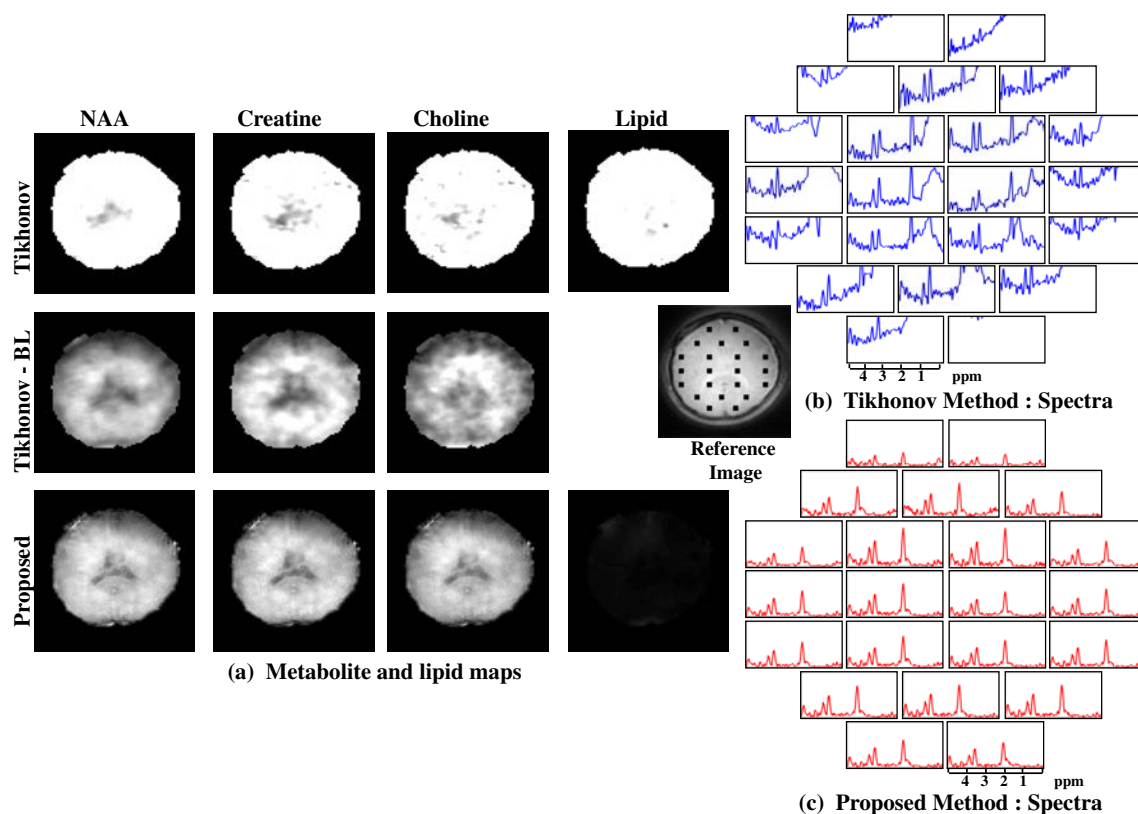 NAA
Creatine
Choline
Lipid
Tikhonov
Tikhonov - BL
Proposed
(a) Metabolite and lipid maps
Reference
Image
4 3 2 1 ppm
(b) Tikhonov Method : Spectra
4 3 2 1 ppm
(c) Proposed Method : Spectra